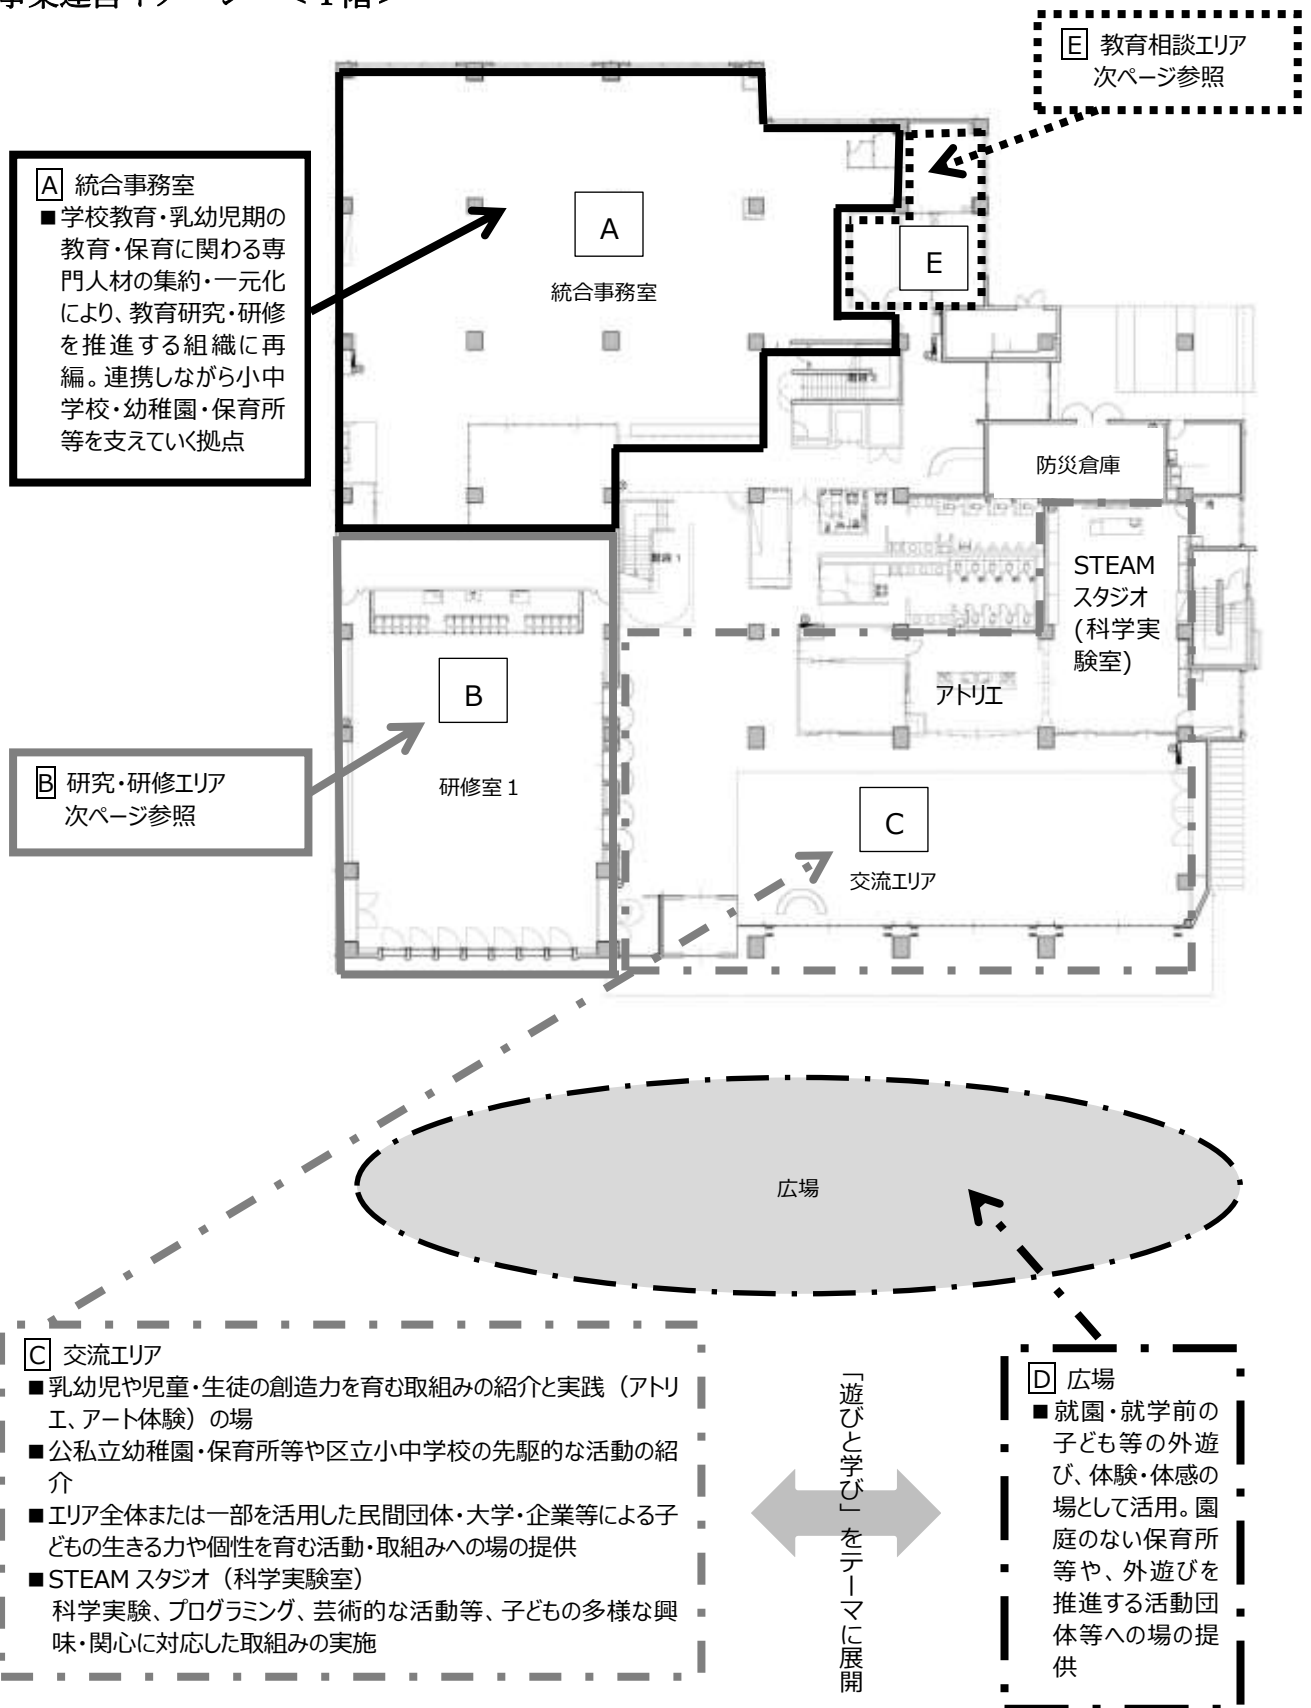 事業運営イメージ <1階>
E 教育相談エリア
次ページ参照
A 統合事務室
■学校教育・乳幼児期の
教育・保育に関わる専
門人材の集約・一元化
により、教育研究・研修
を推進する組織に再
編。連携しながら小中
学校・幼稚園・保育所
等を支えていく拠点
A
統合事務室
E
防災倉庫
STEAM
スタジオ
(科学実
験室)
アトリエ
B
研修室1
B 研究・研修エリア
次ページ参照
C
交流エリア
広場
C 交流エリア
■乳幼児や児童・生徒の創造力を育む取組みの紹介と実践（アトリ
エ、アート体験）の場
■公私立幼稚園・保育所等や区立小中学校の先駆的な活動の紹
介
■エリア全体または一部を活用した民間団体・大学・企業等による子
どもの生きる力や個性を育む活動・取組みへの場の提供
■STEAM スタジオ（科学実験室）
科学実験、プログラミング、芸術的な活動等、子どもの多様な興
味・関心に対応した取組みの実施
「遊びと学び」をテーマに展開
D 広場
■就園・就学前の
子ども等の外遊
び、体験・体感の
場として活用。園
庭のない保育所
等や、外遊びを
推進する活動団
体等への場の提
供